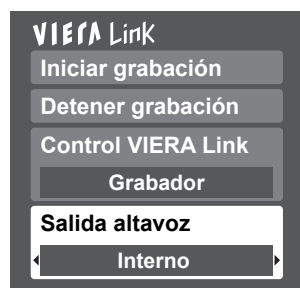 VIERA Link
Iniciar grabación
Detener grabación
Control VIERA Link
Grabador
Salida altavoz
Interno